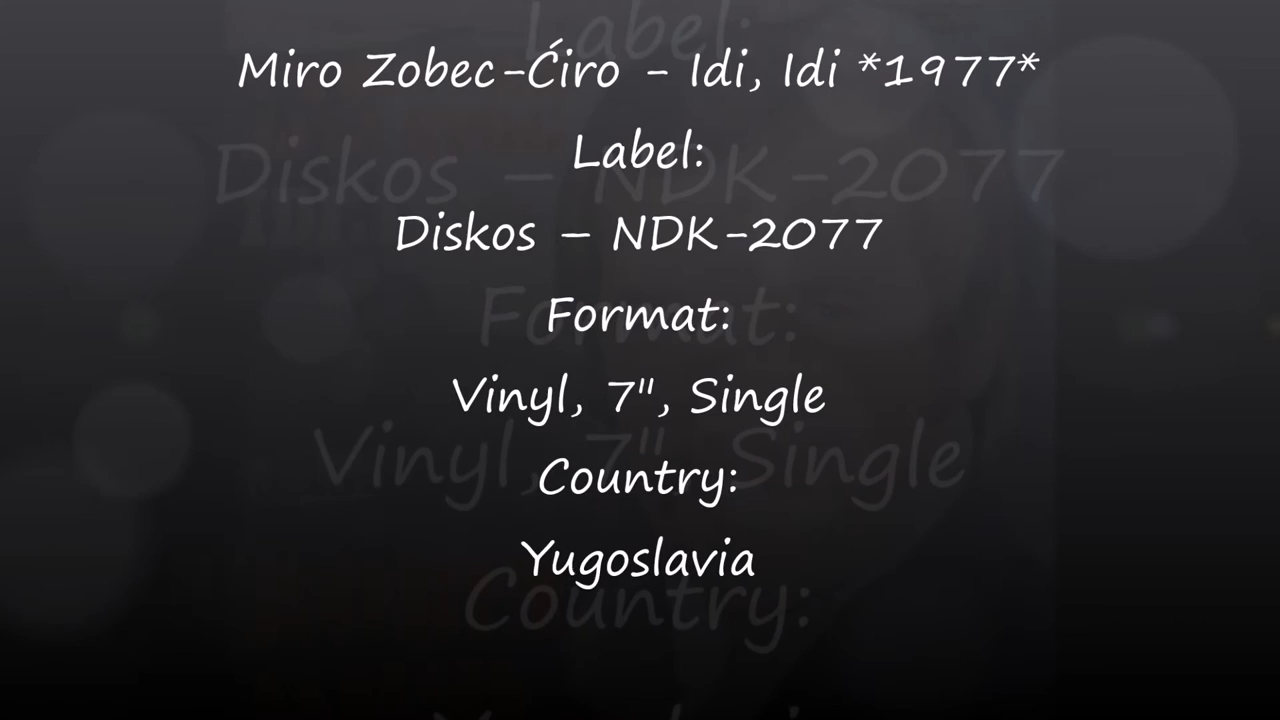 Miro Zobec-Ćiro - Idi, Idi *1977*
Label:
Diskos – NDK-2077
Format:
Vinyl, 7", Single
Country:
Yugoslavia